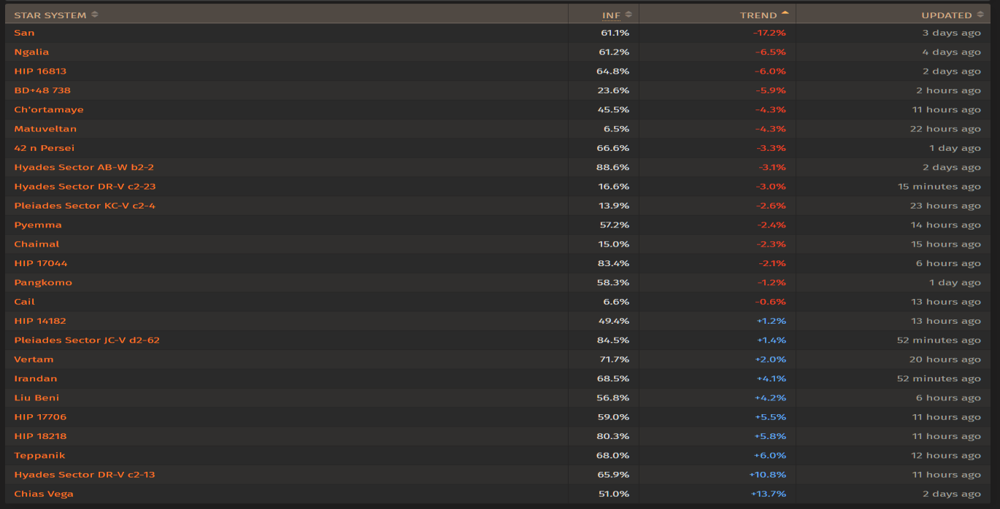 STAR SYSTEM INF TREND UPDATED
San 61.1% -17.2% 3 days ago
Ngalia 61.2% -6.5% 4 days ago
HIP 16813 64.8% -6.0% 2 days ago
BD+48 738 23.6% -5.9% 2 hours ago
Ch'ortamaye 45.5% -4.3% 11 hours ago
Matuveltan 6.5% -4.3% 22 hours ago
42 n Persei 66.6% -3.3% 1 day ago
Hyades Sector AB-W b2-2 88.6% -3.1% 2 days ago
Hyades Sector DR-V c2-23 16.6% -3.0% 15 minutes ago
Pleiades Sector KC-V c2-4 13.9% -2.6% 23 hours ago
Pyemma 57.2% -2.4% 14 hours ago
Chaimal 15.0% -2.3% 15 hours ago
HIP 17044 83.4% -2.1% 6 hours ago
Pangkomo 58.3% -1.2% 1 day ago
Cail 6.6% -0.6% 13 hours ago
HIP 14182 49.4% +1.2% 13 hours ago
Pleiades Sector JC-V d2-62 84.5% +1.4% 52 minutes ago
Vertam 71.7% +2.0% 20 hours ago
Irandan 68.5% +4.1% 52 minutes ago
Liu Beni 56.8% +4.2% 6 hours ago
HIP 17706 59.0% +5.5% 11 hours ago
HIP 18218 80.3% +5.8% 11 hours ago
Teppanik 68.0% +6.0% 12 hours ago
Hyades Sector DR-V c2-13 65.9% +10.8% 11 hours ago
Chias Vega 51.0% +13.7% 2 days ago